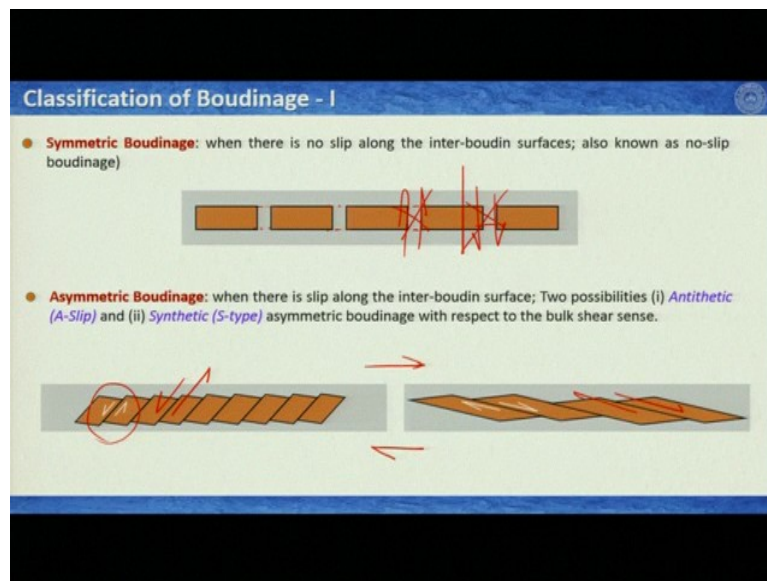 Classification of Boudinage - I
Symmetric Boudinage: when there is no slip along the inter-boudin surfaces; also known as no-slip
boudinage)
Asymmetric Boudinage: when there is slip along the inter-boudin surface; Two possibilities (i) Antithetic
(A-Slip) and (ii) Synthetic (S-type) asymmetric boudinage with respect to the bulk shear sense.